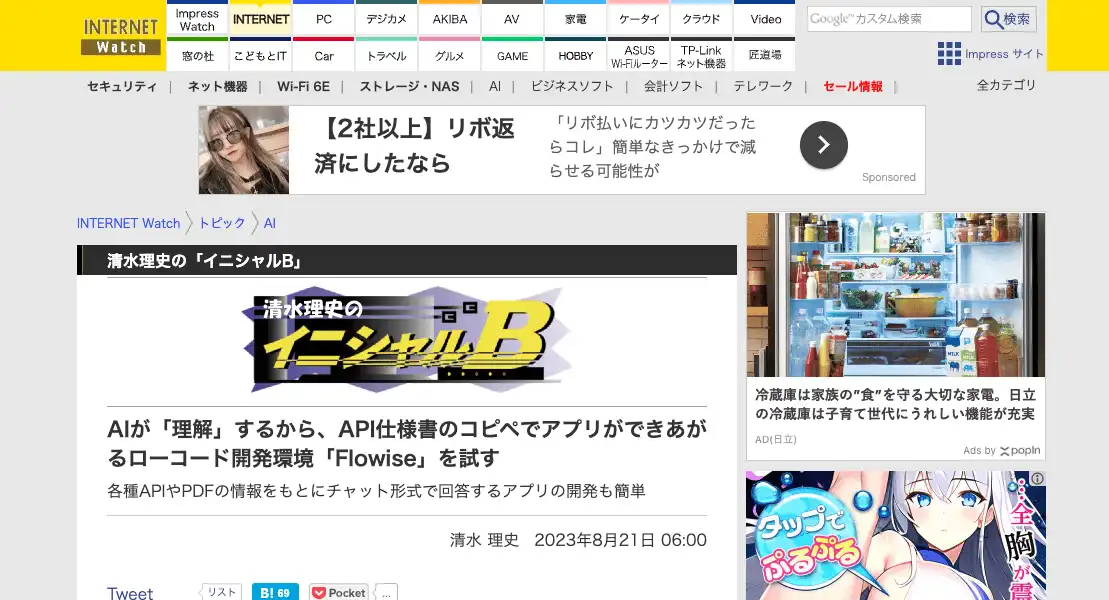 INTERNET
Watch
Impress
Watch
INTERNET
PC
デジカメ
AKIBA
AV
家電
ケータイ
クラウド
Video
窓の杜
こどもとIT
Car
トラベル
グルメ
GAME
HOBBY
ASUS
Wi-Fiルーター
TP-Link
ネット機器
匠道場
Google™カスタム検索
検索
Impress サイト
セキュリティ | ネット機器 | Wi-Fi 6E | ストレージ・NAS | AI | ビジネスソフト | 会計ソフト | テレワーク | セール情報 |
全カテゴリ
【2社以上】リボ返
済にしたなら
「リボ払いにカツカツだった
らコレ」簡単なきっかけで減
らせる可能性が
Sponsored
INTERNET Watch 〉トピック 〉AI
清水理史の「イニシャルB」
清水理史の
イニシャルB
AIが「理解」するから、API仕様書のコピペでアプリができあが
るローコード開発環境「Flowise」を試す
各種APIやPDFの情報をもとにチャット形式で回答するアプリの開発も簡単
清水 理史 2023年8月21日 06:00
Tweet
リスト
B! 69
Pocket
...
冷蔵庫は家族の"食"を守る大切な家電。日立
の冷蔵庫は子育て世代にうれしい機能が充実
AD(日立)
Ads by popIn
タップで
ぷるぷる
…全
胸
が
震